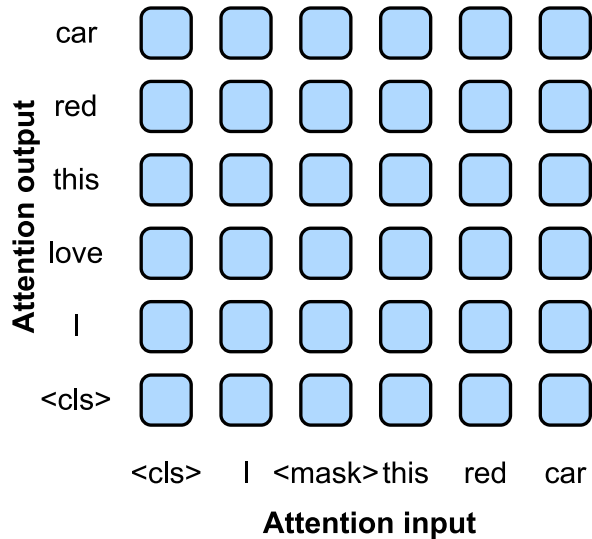 Attention output
car
red
this
love
I
<cls>
<cls> I <mask> this red car
Attention input